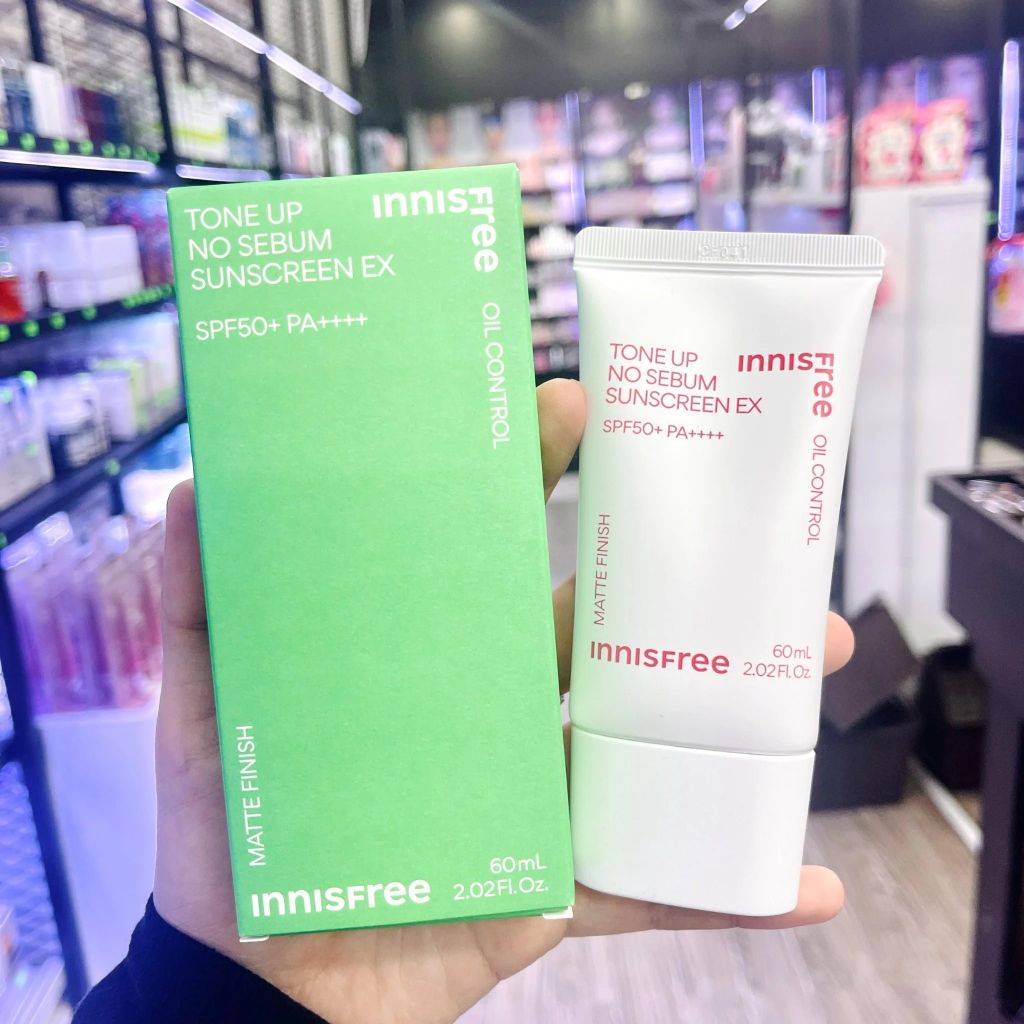 TONE UP
NO SEBUM
SUNSCREEN EX
SPF50+ PA++++
INNISFree
OIL CONTROL
MATTE FINISH
INNISFree
60mL
2.02Fl.Oz.
TONE UP
NO SEBUM
SUNSCREEN EX
SPF50+ PA++++
INNISFree
OIL CONTROL
MATTE FINISH
INNISFree
60mL
2.02Fl.Oz.